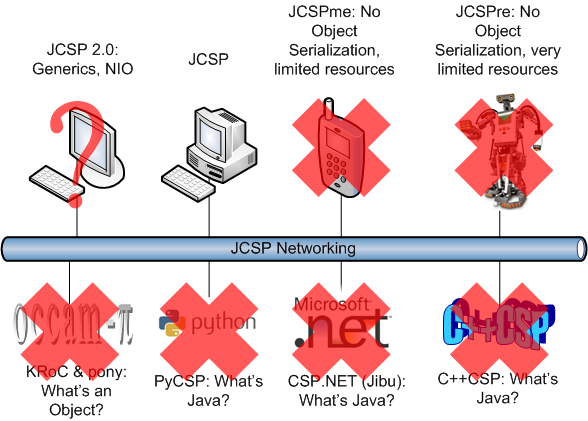 JCSP 2.0:
Generics, NIO
JCSP
JCSPme: No
Object
Serialization,
limited resources
JCSPre: No
Object
Serialization, very
limited resources
?
JCSP Networking
occam-π
python
Microsoft
.net
C++CSP
KRoC & pony:
What's an
Object?
PyCSP: What's
Java?
CSP.NET (Jibu):
What's Java?
C++CSP: What's
Java?